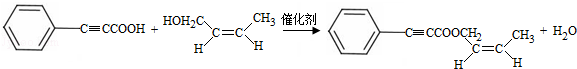 C≡CCOOH + HOH₂C C=C CH₃ H H 催化剂 C≡CCOOCH₂ C=C CH₃ H H + H₂O